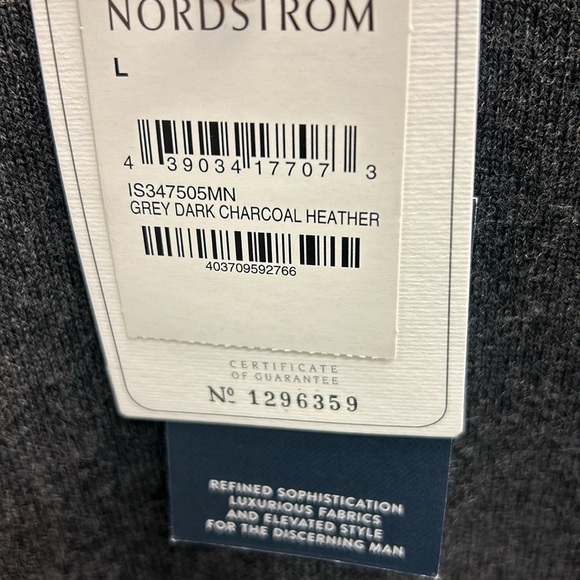 NORDSTROM
L
4 39034 17707 3
IS347505MN
GREY DARK CHARCOAL HEATHER
403709592766
CERTIFICATE
OF GUARANTEE
Nº 1296359
REFINED SOPHISTICATION
LUXURIOUS FABRICS
AND ELEVATED STYLE
FOR THE DISCERNING MAN